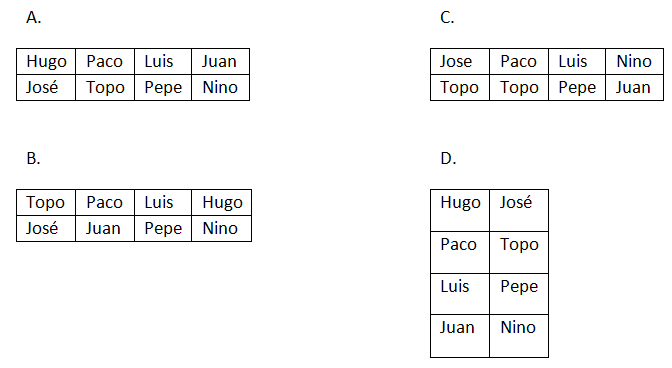 A.
Hugo Paco Luis Juan
José Topo Pepe Nino
C.
Jose Paco Luis Nino
Topo Topo Pepe Juan
B.
Topo Paco Luis Hugo
José Juan Pepe Nino
D.
Hugo José
Paco Topo
Luis Pepe
Juan Nino